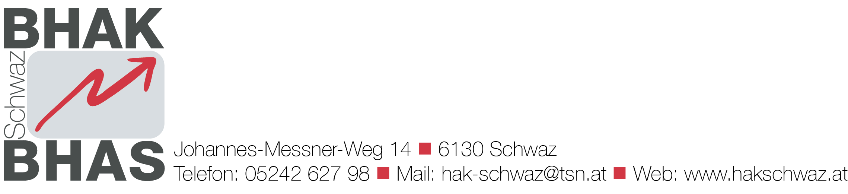 BHAK
Schwaz
BHAS
Johannes-Messner-Weg 14 ■ 6130 Schwaz
Telefon: 05242 627 98 ■ Mail: hak-schwaz@tsn.at ■ Web: www.hakschwaz.at